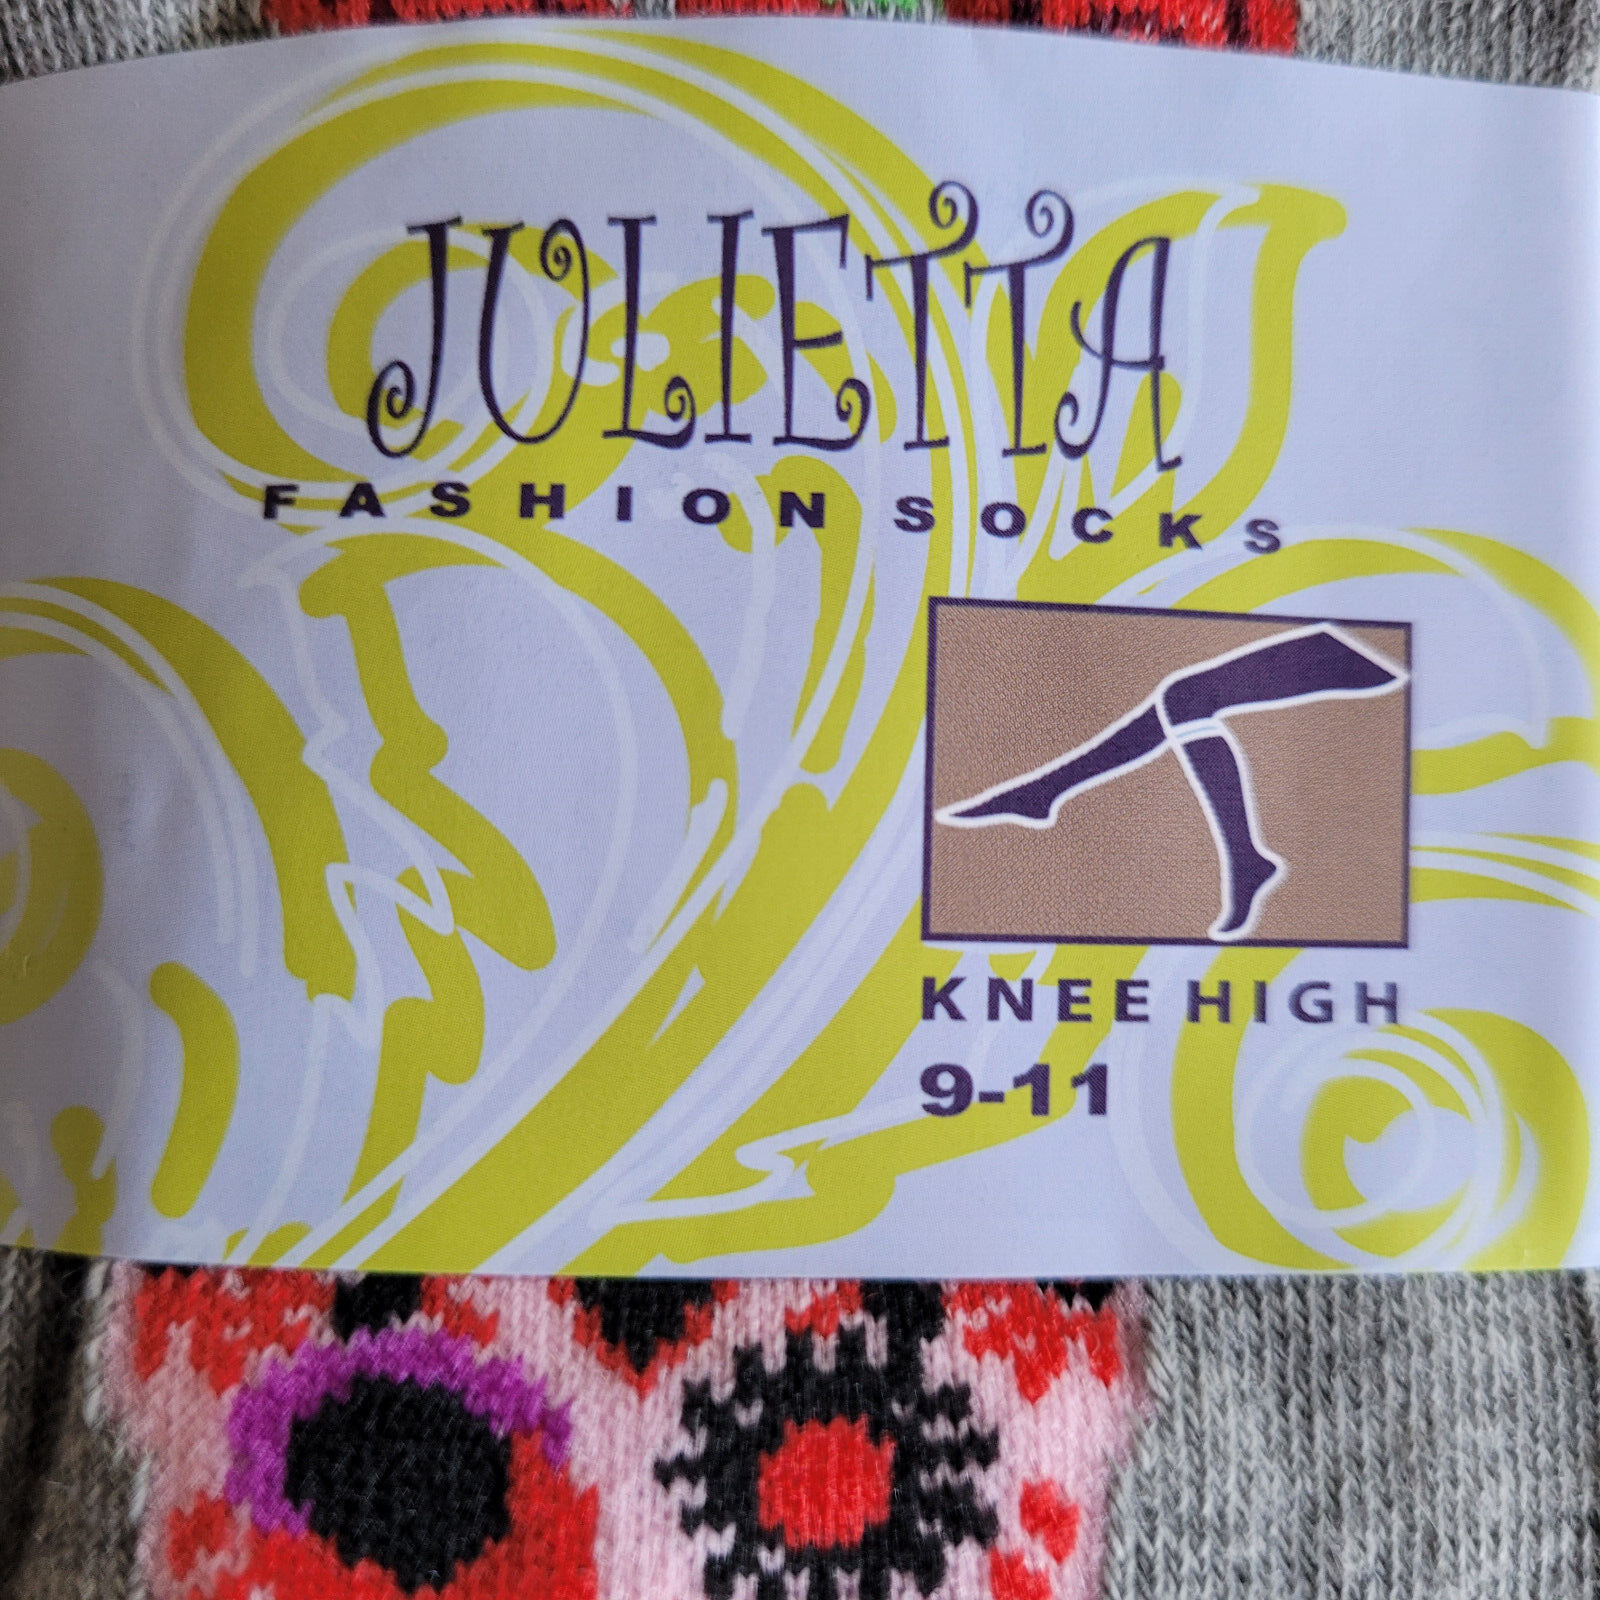 JULIETTA
FASHION SOCKS
KNEE HIGH
9-11